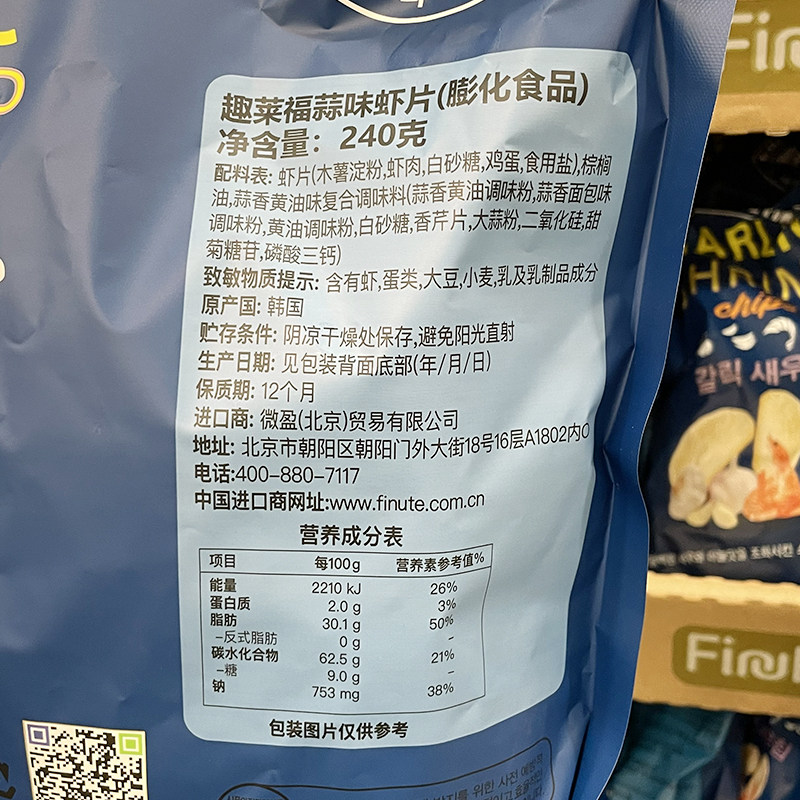 趣莱福蒜味虾片(膨化食品)
净含量：240克
配料表: 虾片(木薯淀粉,虾肉,白砂糖,鸡蛋,食用盐),棕榈
油,蒜香黄油味复合调味料(蒜香黄油调味粉,蒜香面包味
调味粉,黄油调味粉,白砂糖,香芹片,大蒜粉,二氧化硅,甜
菊糖苷,磷酸三钙)
致敏物质提示: 含有虾,蛋类,大豆,小麦,乳及乳制品成分
原产国: 韩国
贮存条件: 阴凉干燥处保存,避免阳光直射
生产日期: 见包装背面底部(年/月/日)
保质期: 12个月
进口商: 微盈(北京)贸易有限公司
地址: 北京市朝阳区朝阳门外大街18号16层A1802内O
电话:400-880-7117
中国进口商网址:www.finute.com.cn
营养成分表
项目 每100g 营养素参考值%
能量 2210 kJ 26%
蛋白质 2.0 g 3%
脂肪 30.1 g 50%
-反式脂肪 0 g -
碳水化合物 62.5 g 21%
-糖 9.0 g -
钠 753 mg 38%
包装图片仅供参考
chips
갈릭 새우